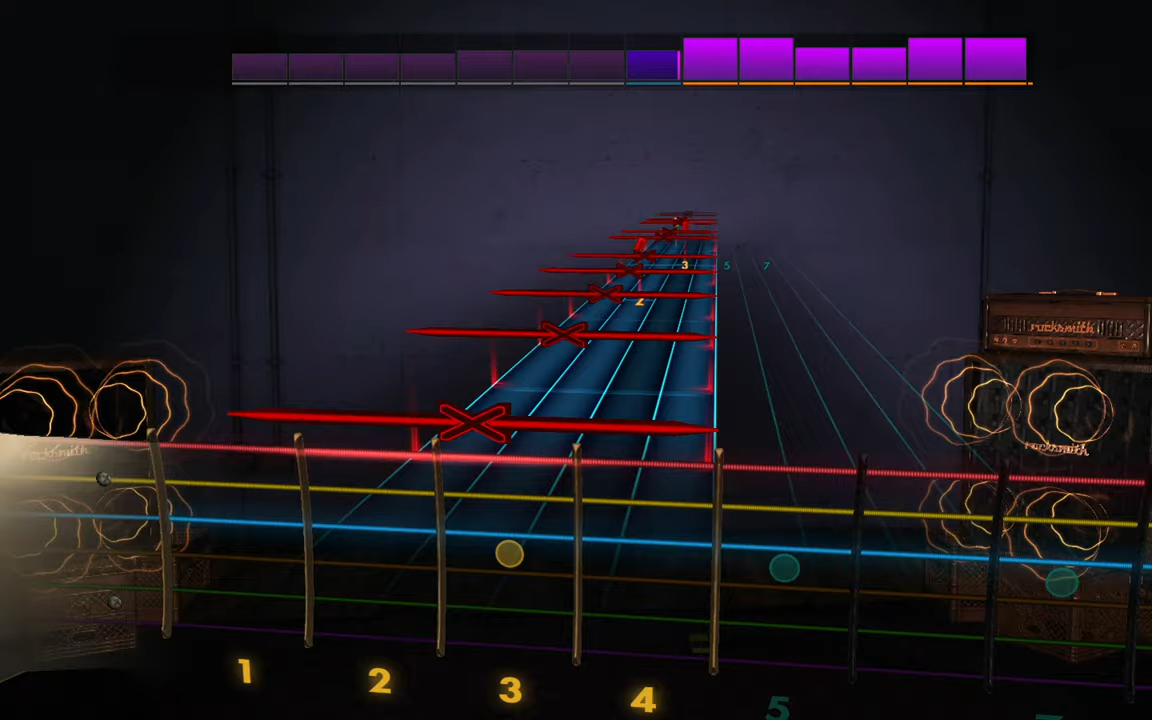 3 5 7
2
rocksmith
rocksmith rocksmith
1 2 3 4 5